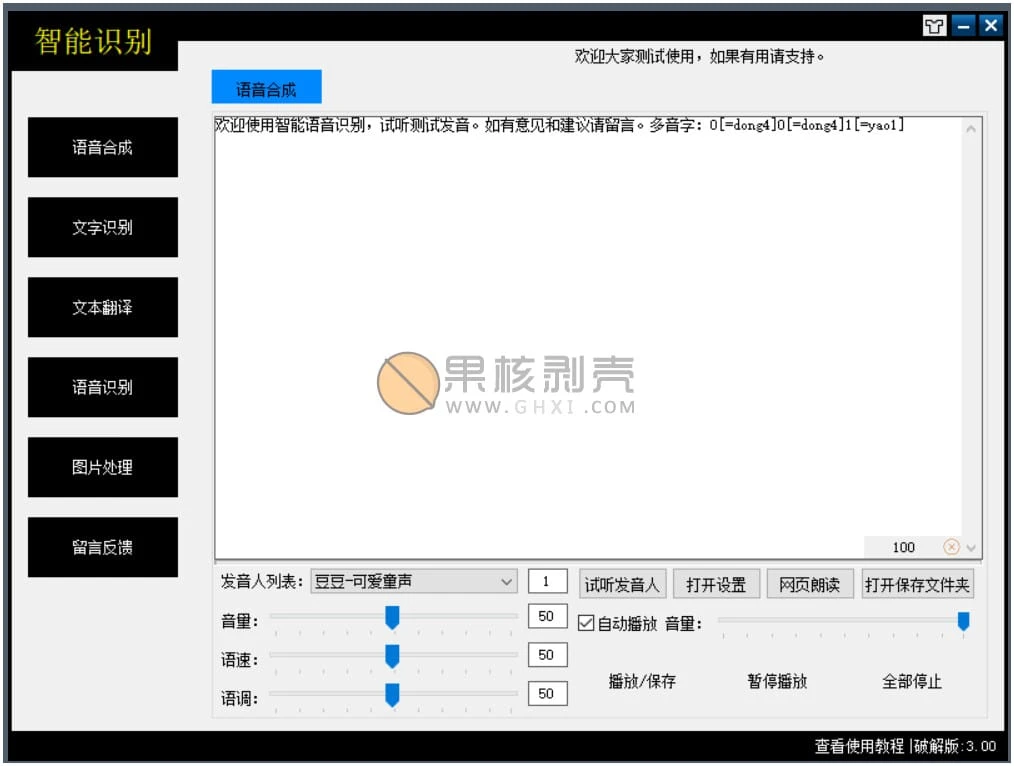 智能识别
欢迎大家测试使用，如果有用请支持。
语音合成
语音合成
文字识别
文本翻译
语音识别
图片处理
留言反馈
欢迎使用智能语音识别，试听测试发音。如有意见和建议请留言。多音字：0[=dong4]0[=dong4]1[=yao1]
果核剥壳
WWW.GHXI.COM
100
发音人列表： 豆豆-可爱童声 1 试听发音人 打开设置 网页朗读 打开保存文件夹
音量： 50 自动播放 音量：
语速： 50
播放/保存 暂停播放 全部停止
语调： 50
查看使用教程|破解版:3.00